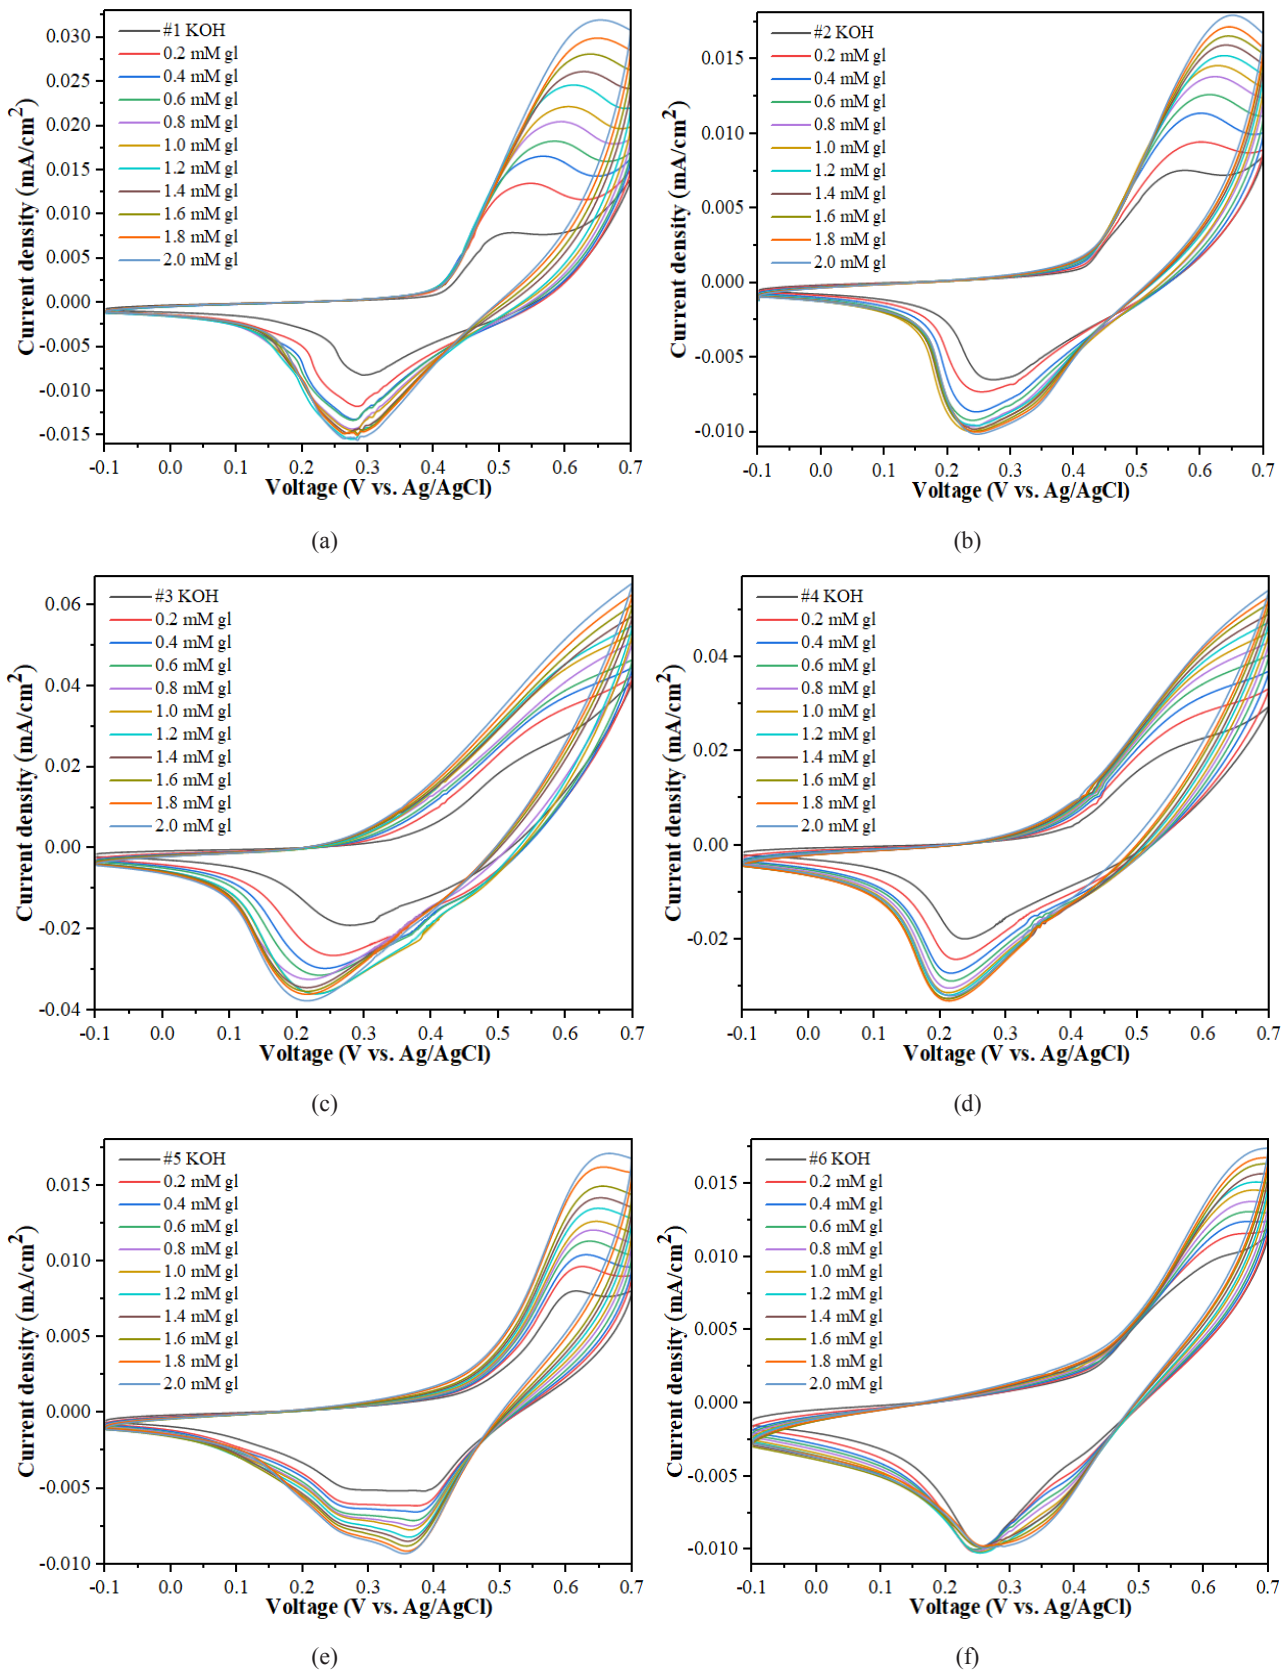 #1 KOH
0.2 mM gl
0.4 mM gl
0.6 mM gl
0.8 mM gl
1.0 mM gl
1.2 mM gl
1.4 mM gl
1.6 mM gl
1.8 mM gl
2.0 mM gl
0.030
0.025
0.020
0.015
0.010
0.005
0.000
-0.005
-0.010
-0.015
Current density (mA/cm²)
-0.1 0.0 0.1 0.2 0.3 0.4 0.5 0.6 0.7
Voltage (V vs. Ag/AgCl)
(a)
#2 KOH
0.2 mM gl
0.4 mM gl
0.6 mM gl
0.8 mM gl
1.0 mM gl
1.2 mM gl
1.4 mM gl
1.6 mM gl
1.8 mM gl
2.0 mM gl
0.015
0.010
0.005
0.000
-0.005
-0.010
Current density (mA/cm²)
-0.1 0.0 0.1 0.2 0.3 0.4 0.5 0.6 0.7
Voltage (V vs. Ag/AgCl)
(b)
#3 KOH
0.2 mM gl
0.4 mM gl
0.6 mM gl
0.8 mM gl
1.0 mM gl
1.2 mM gl
1.4 mM gl
1.6 mM gl
1.8 mM gl
2.0 mM gl
0.06
0.04
0.02
0.00
-0.02
-0.04
Current density (mA/cm²)
-0.1 0.0 0.1 0.2 0.3 0.4 0.5 0.6 0.7
Voltage (V vs. Ag/AgCl)
(c)
#4 KOH
0.2 mM gl
0.4 mM gl
0.6 mM gl
0.8 mM gl
1.0 mM gl
1.2 mM gl
1.4 mM gl
1.6 mM gl
1.8 mM gl
2.0 mM gl
0.04
0.02
0.00
-0.02
Current density (mA/cm²)
-0.1 0.0 0.1 0.2 0.3 0.4 0.5 0.6 0.7
Voltage (V vs. Ag/AgCl)
(d)
#5 KOH
0.2 mM gl
0.4 mM gl
0.6 mM gl
0.8 mM gl
1.0 mM gl
1.2 mM gl
1.4 mM gl
1.6 mM gl
1.8 mM gl
2.0 mM gl
0.015
0.010
0.005
0.000
-0.005
-0.010
Current density (mA/cm²)
-0.1 0.0 0.1 0.2 0.3 0.4 0.5 0.6 0.7
Voltage (V vs. Ag/AgCl)
(e)
#6 KOH
0.2 mM gl
0.4 mM gl
0.6 mM gl
0.8 mM gl
1.0 mM gl
1.2 mM gl
1.4 mM gl
1.6 mM gl
1.8 mM gl
2.0 mM gl
0.015
0.010
0.005
0.000
-0.005
-0.010
Current density (mA/cm²)
-0.1 0.0 0.1 0.2 0.3 0.4 0.5 0.6 0.7
Voltage (V vs. Ag/AgCl)
(f)